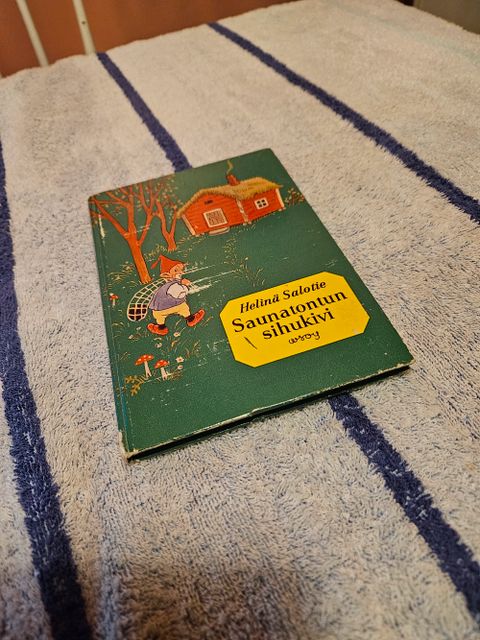 Helinä Salotie
Saunatontun
sihukivi
wsoy